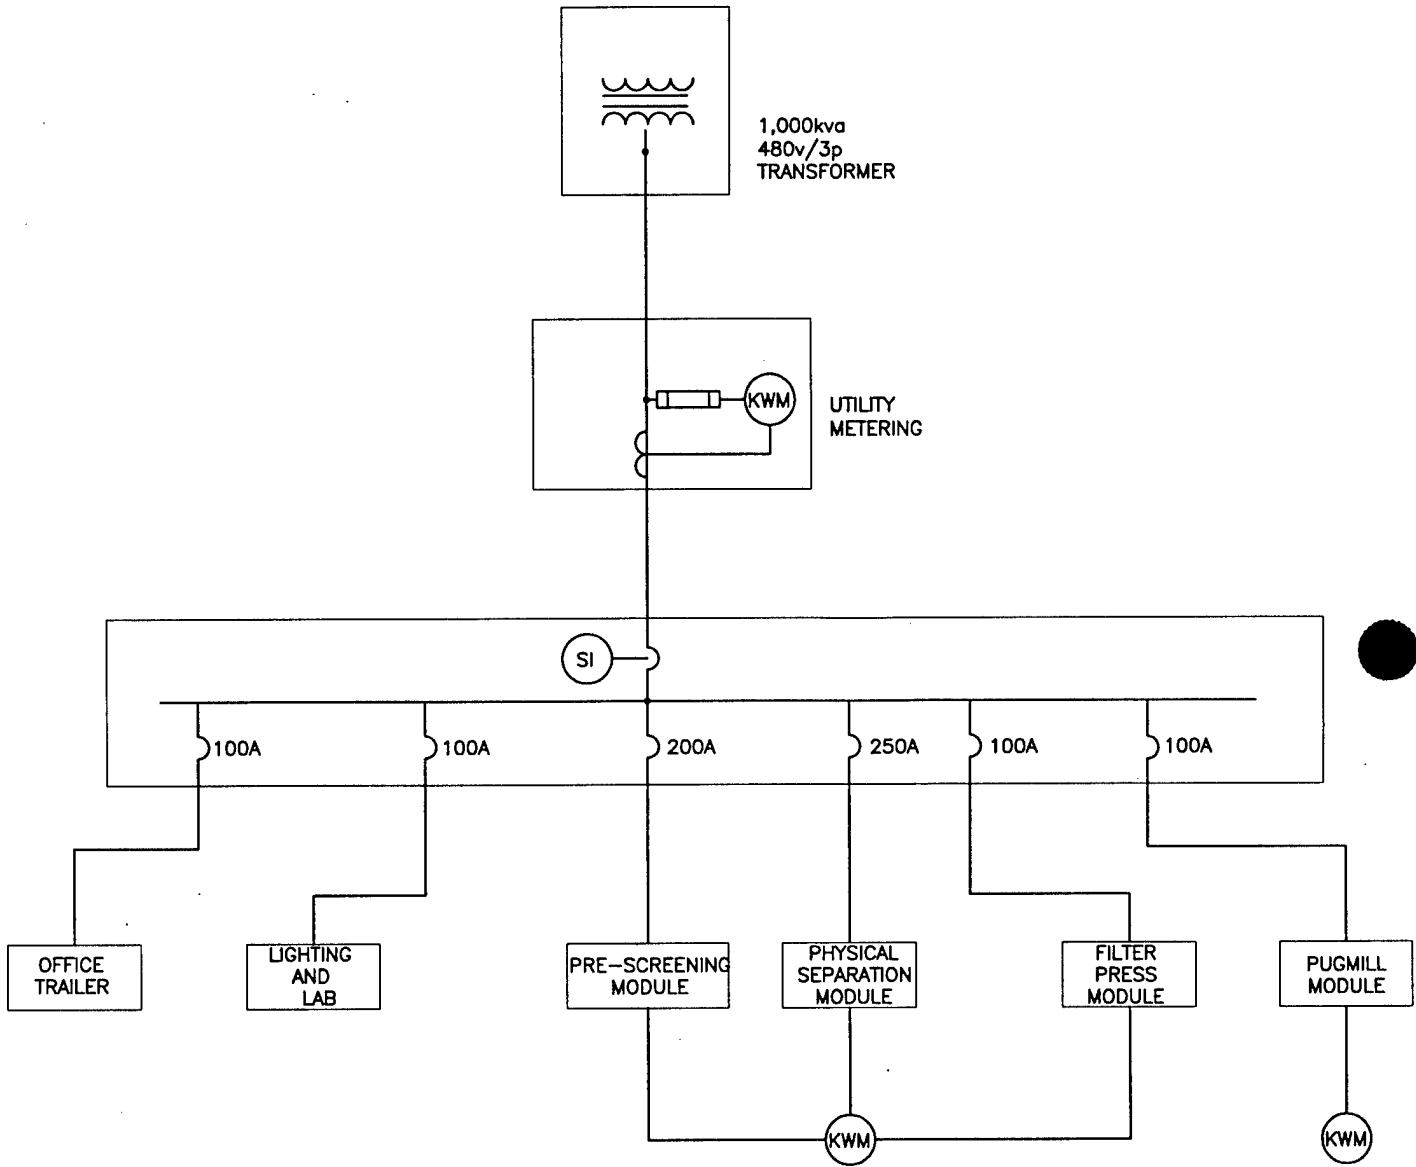 1,000kva
480v/3p
TRANSFORMER
KWM
UTILITY
METERING
SI
100A
100A
200A
250A
100A
100A
OFFICE
TRAILER
LIGHTING
AND
LAB
PRE-SCREENING
MODULE
PHYSICAL
SEPARATION
MODULE
FILTER
PRESS
MODULE
PUGMILL
MODULE
KWM
KWM